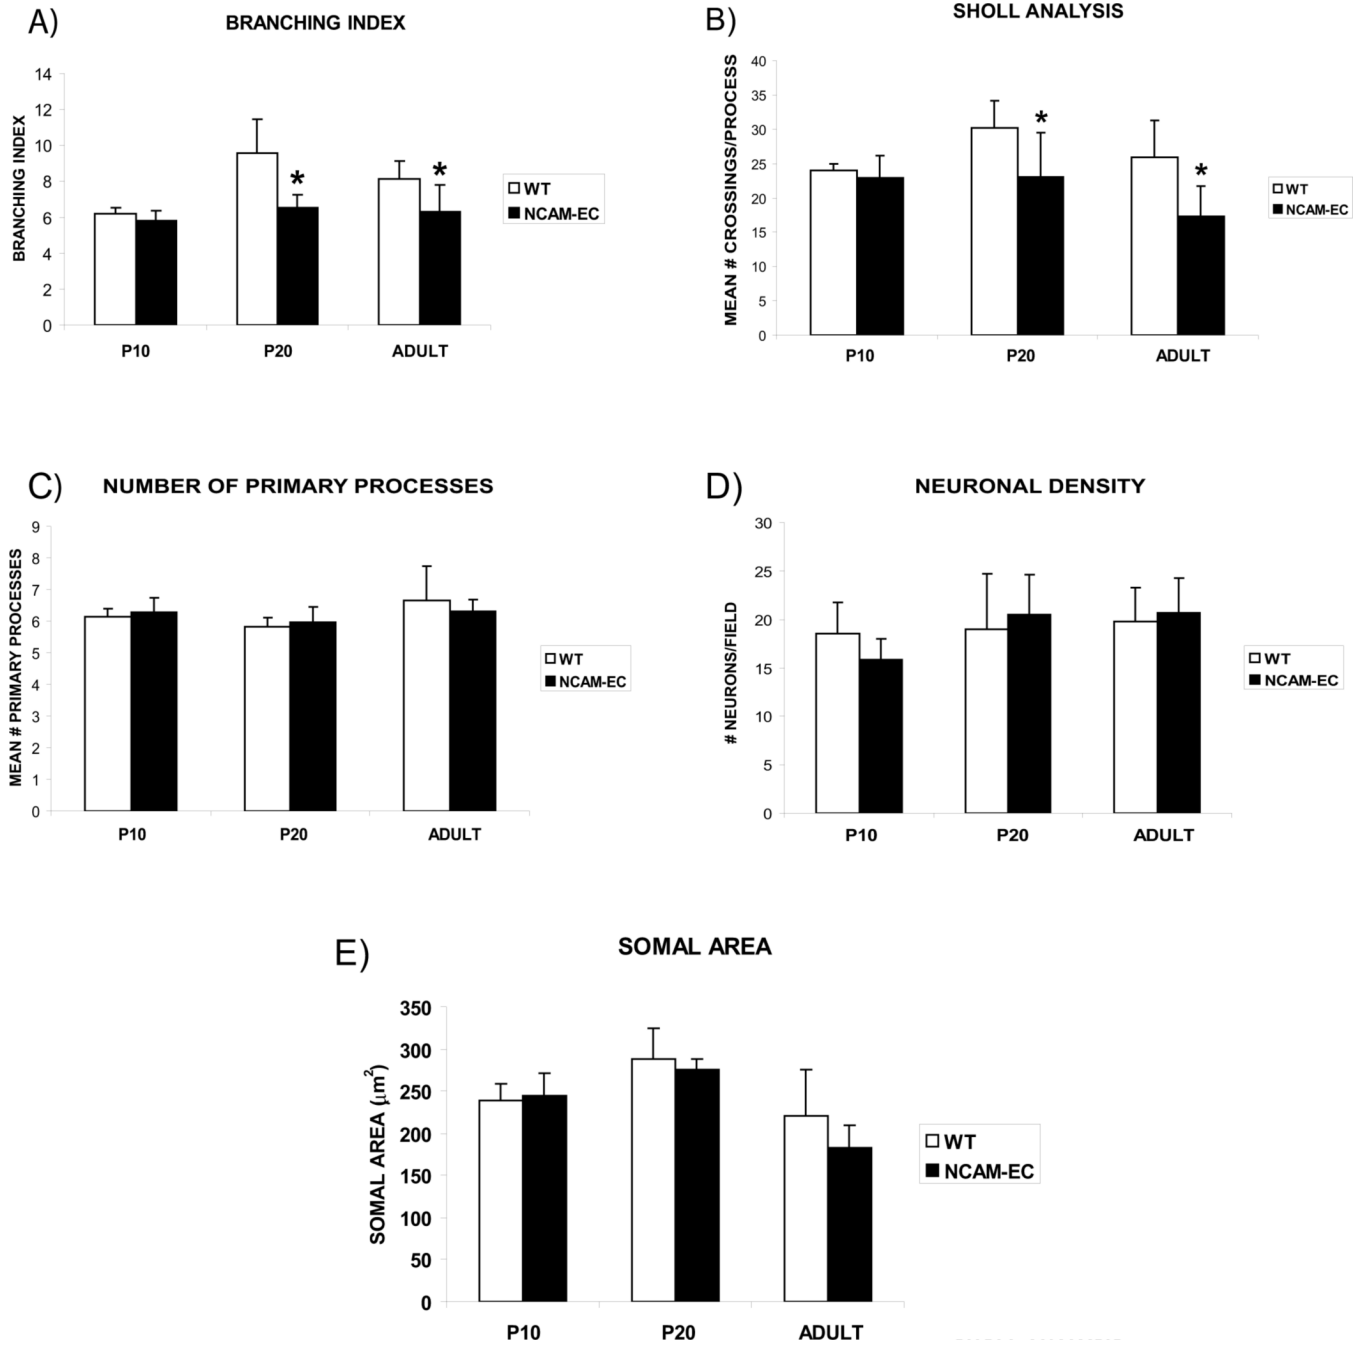 A)
BRANCHING INDEX
BRANCHING INDEX
14
12
10
8
6
4
2
0
*
*
P10 P20 ADULT
WT
NCAM-EC
B)
SHOLL ANALYSIS
MEAN # CROSSINGS/PROCESS
40
35
30
25
20
15
10
5
0
*
*
P10 P20 ADULT
WT
NCAM-EC
C)
NUMBER OF PRIMARY PROCESSES
MEAN # PRIMARY PROCESSES
9
8
7
6
5
4
3
2
1
0
P10 P20 ADULT
WT
NCAM-EC
D)
NEURONAL DENSITY
# NEURONS/FIELD
30
25
20
15
10
5
0
P10 P20 ADULT
WT
NCAM-EC
E)
SOMAL AREA
SOMAL AREA (μm²)
350
300
250
200
150
100
50
0
P10 P20 ADULT
WT
NCAM-EC